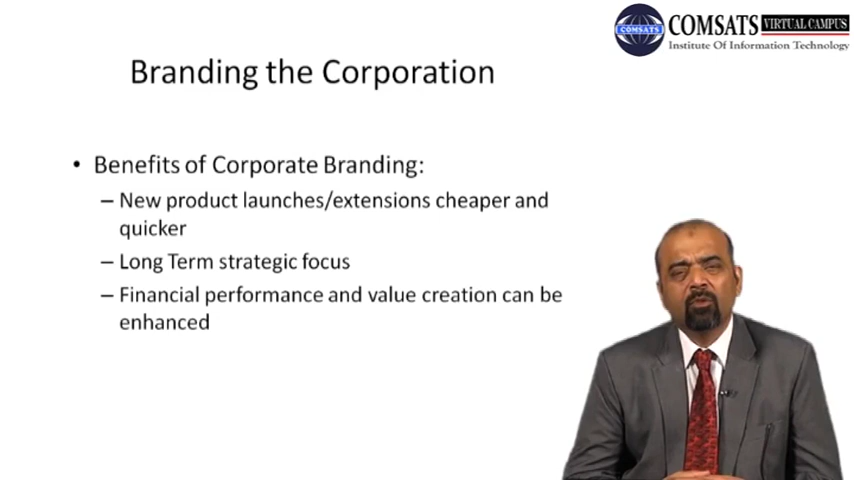 COMSATS VIRTUAL CAMPUS
COMSATS
Institute Of Information Technology
Branding the Corporation
• Benefits of Corporate Branding:
– New product launches/extensions cheaper and
quicker
– Long Term strategic focus
– Financial performance and value creation can be
enhanced